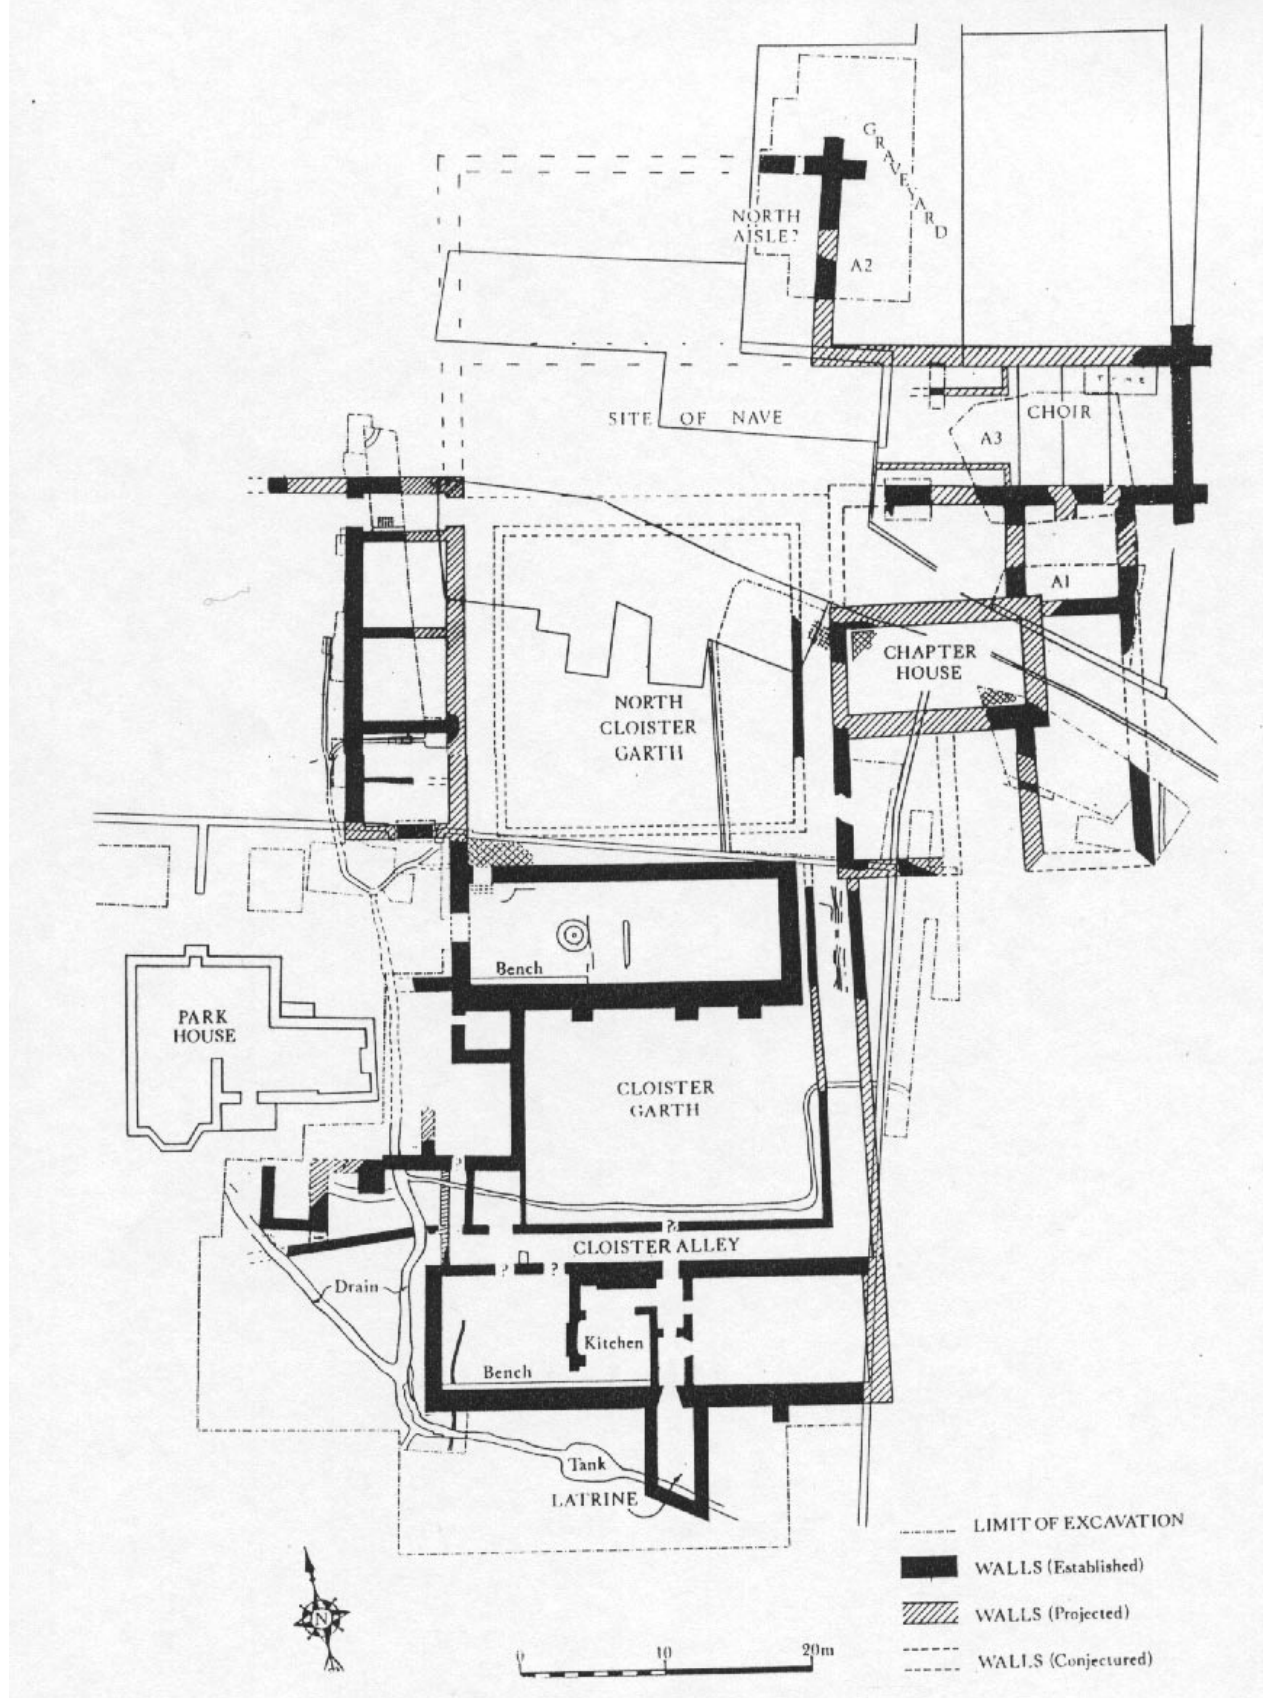 GRAVEYARD
NORTH
AISLE?
A2
SITE OF NAVE
CHOIR
A3
A1
CHAPTER
HOUSE
NORTH
CLOISTER
GARTH
Bench
PARK
HOUSE
CLOISTER
GARTH
?
?
CLOISTER ALLEY
? ?
Drain
Kitchen
Bench
Tank
LATRINE
LIMIT OF EXCAVATION
WALLS (Established)
WALLS (Projected)
WALLS (Conjectured)
N
0 10 20m